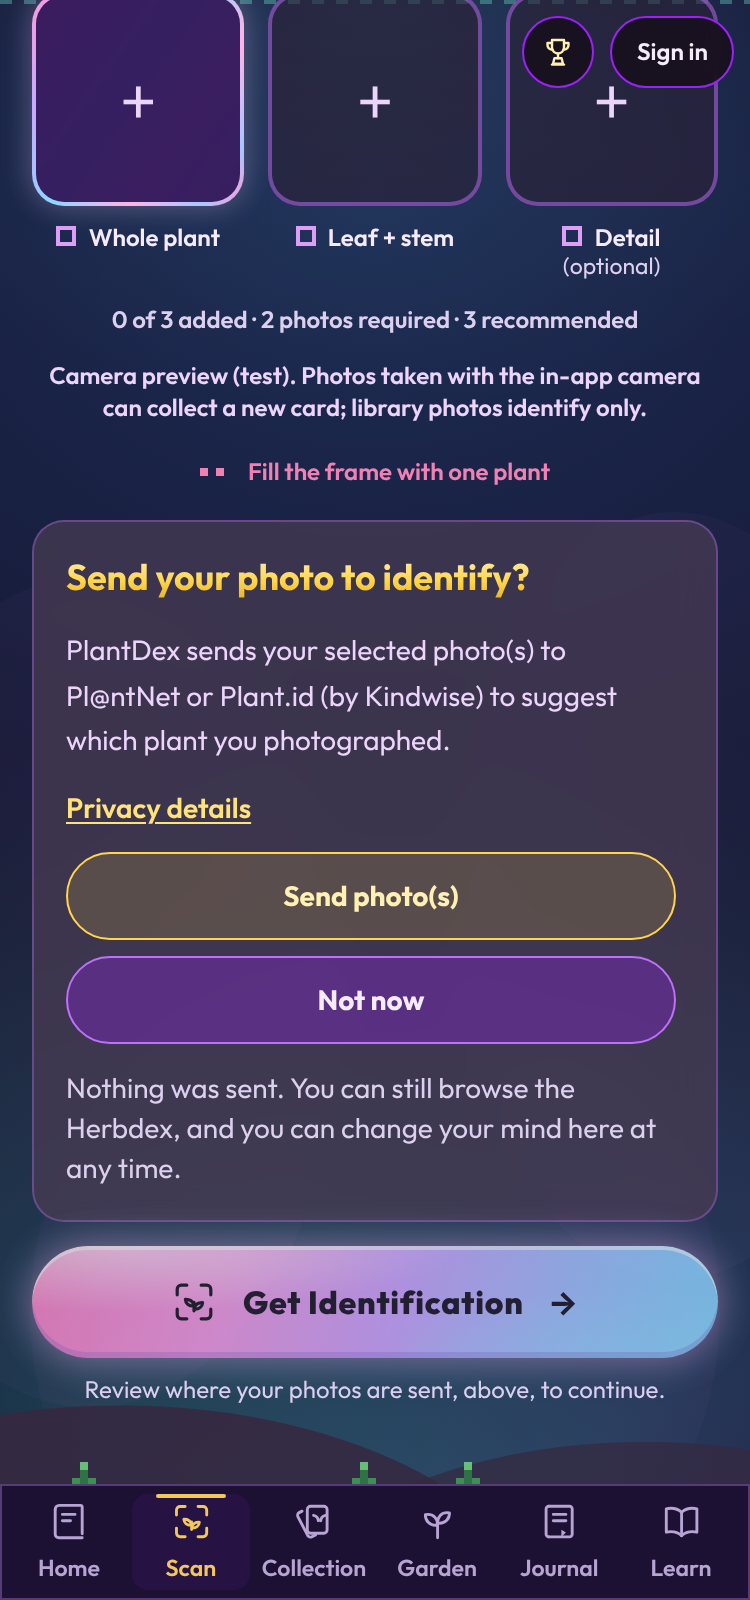 Sign in
Whole plant
Leaf + stem
Detail
(optional)
0 of 3 added · 2 photos required · 3 recommended
Camera preview (test). Photos taken with the in-app camera
can collect a new card; library photos identify only.
Fill the frame with one plant
Send your photo to identify?
PlantDex sends your selected photo(s) to
Pl@ntNet or Plant.id (by Kindwise) to suggest
which plant you photographed.
Privacy details
Send photo(s)
Not now
Nothing was sent. You can still browse the
Herbdex, and you can change your mind here at
any time.
Get Identification →
Review where your photos are sent, above, to continue.
Home
Scan
Collection
Garden
Journal
Learn